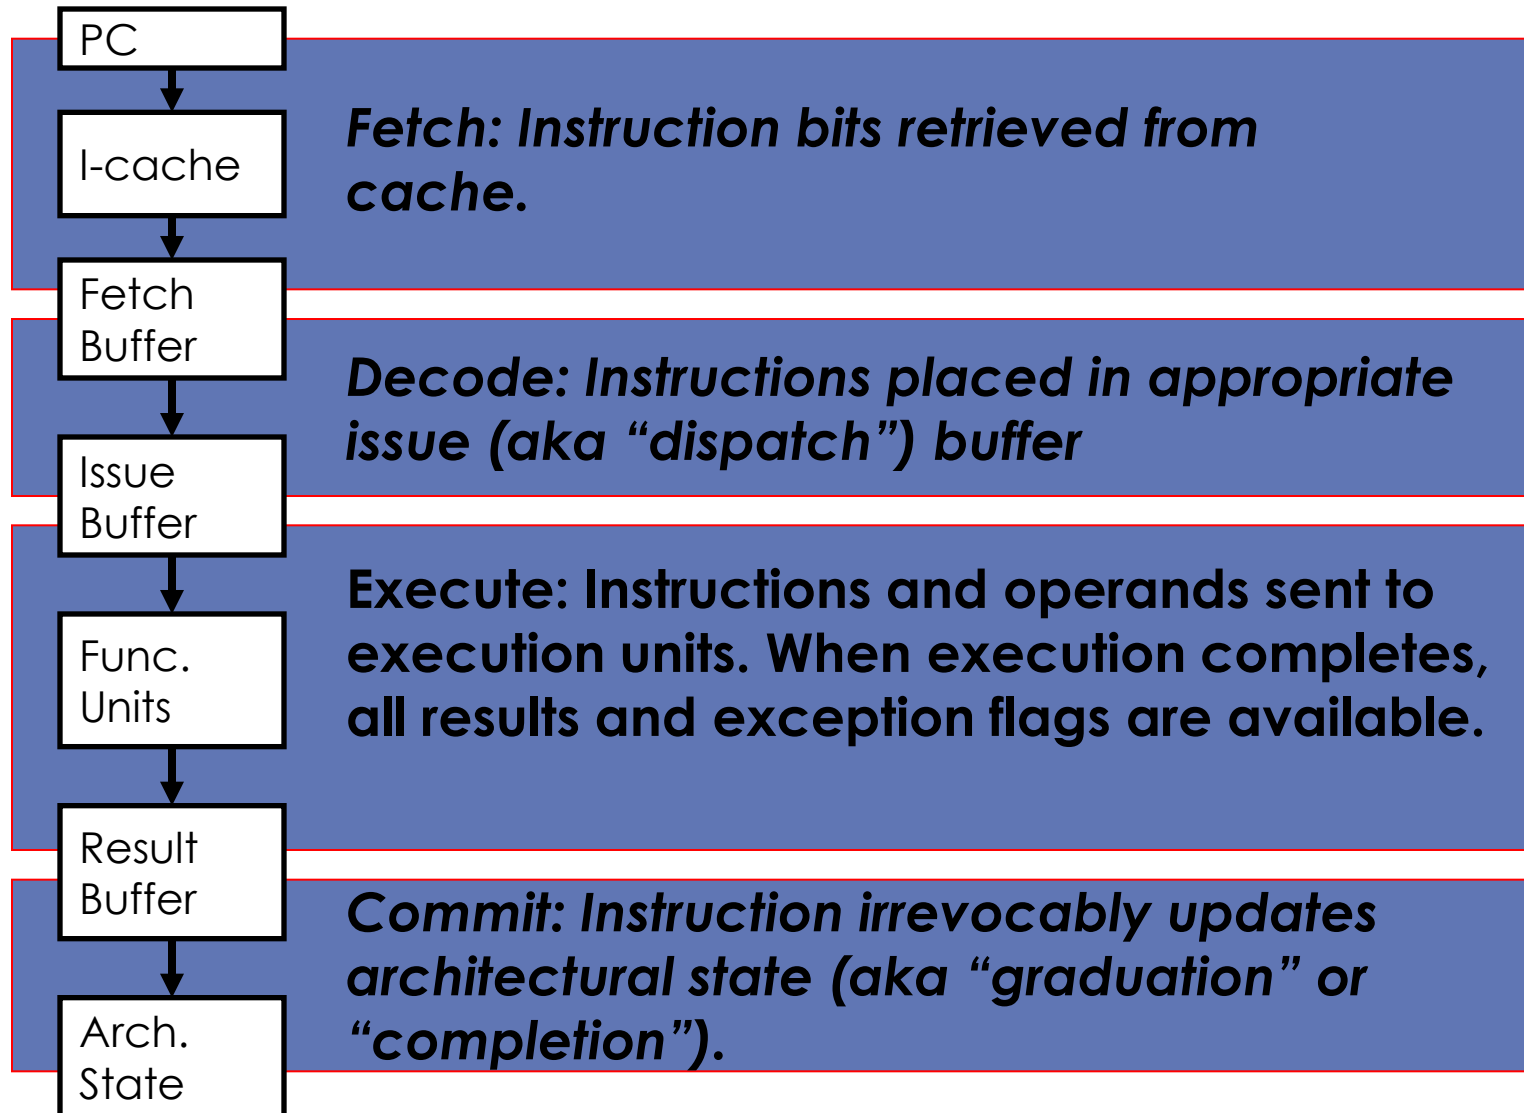 PC
I-cache
Fetch: Instruction bits retrieved from
cache.
Fetch
Buffer
Decode: Instructions placed in appropriate
issue (aka “dispatch”) buffer
Issue
Buffer
Execute: Instructions and operands sent to
execution units. When execution completes,
all results and exception flags are available.
Func.
Units
Result
Buffer
Commit: Instruction irrevocably updates
architectural state (aka “graduation” or
“completion”).
Arch.
State